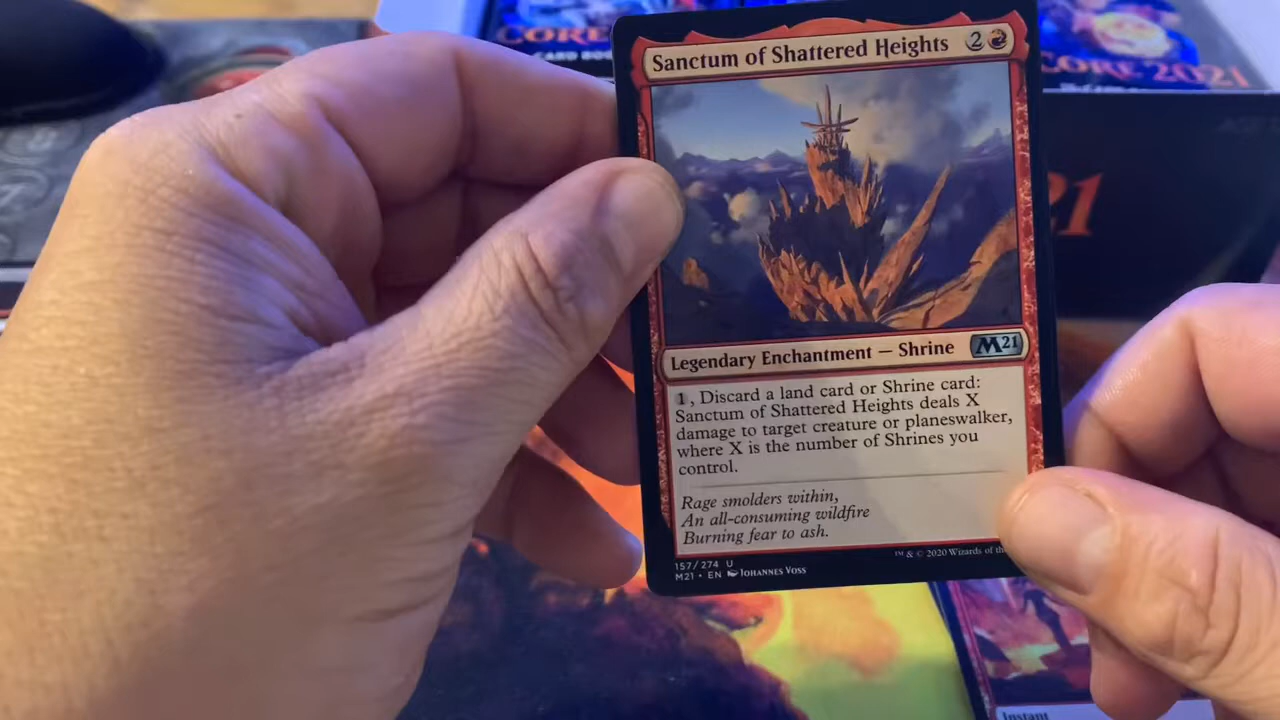 CORE 2021
21
Sanctum of Shattered Heights 2
Legendary Enchantment — Shrine M21
1, Discard a land card or Shrine card:
Sanctum of Shattered Heights deals X
damage to target creature or planeswalker,
where X is the number of Shrines you
control.
Rage smolders within,
An all-consuming wildfire
Burning fear to ash.
157/274 U
M21 • EN Johannes Voss
™ & © 2020 Wizards of the
Instant